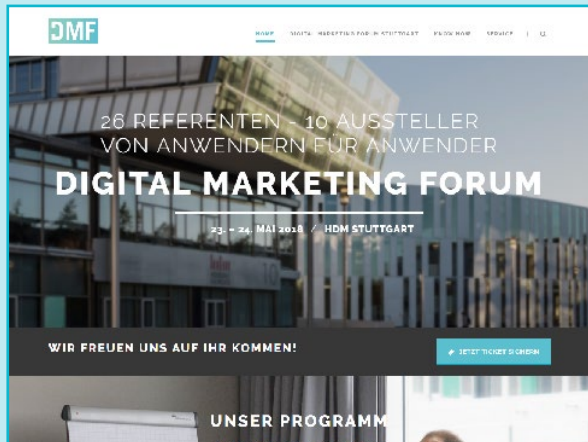 DMF
HOME DIGITAL MARKETING FORUM STUTTGART KNOW HOW SERVICE
26 REFERENTEN - 10 AUSSTELLER
VON ANWENDERN FÜR ANWENDER
DIGITAL MARKETING FORUM
23. – 24. MAI 2018 / HDM STUTTGART
WIR FREUEN UNS AUF IHR KOMMEN!
JETZT TICKET SICHERN
UNSER PROGRAMM